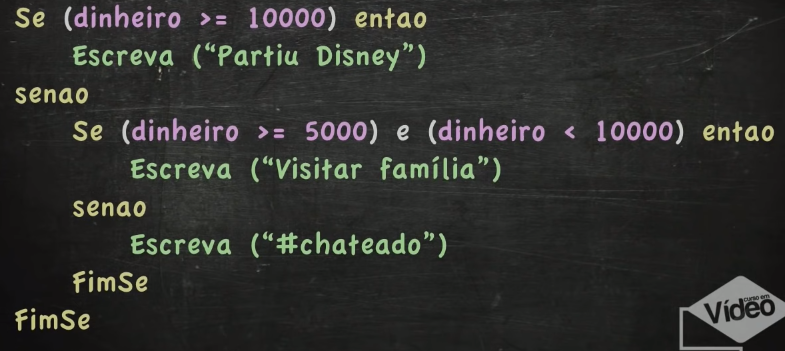 Se (dinheiro >= 10000) entao
Escreva (“Partiu Disney”)
senao
Se (dinheiro >= 5000) e (dinheiro < 10000) entao
Escreva (“Visitar família”)
senao
Escreva (“#chateado”)
FimSe
FimSe
curso em
Vídeo